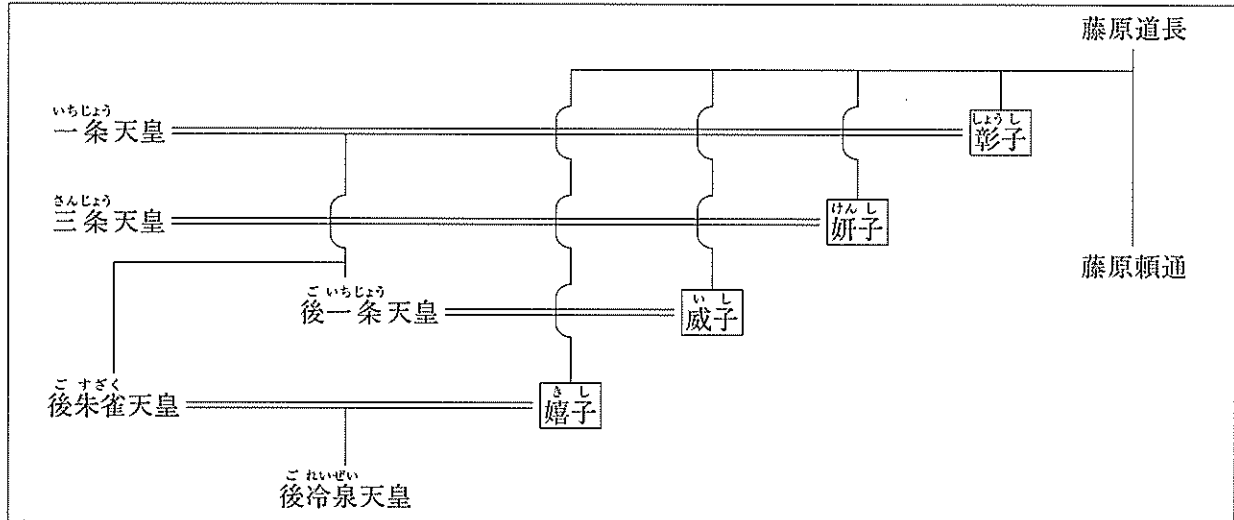 藤原道長
いちじょう
一条天皇
しょうし
彰子
さんじょう
三条天皇
けんし
妍子
藤原頼通
ごいちじょう
後一条天皇
いし
威子
ごすざく
後朱雀天皇
きし
嬉子
ごれいぜい
後冷泉天皇